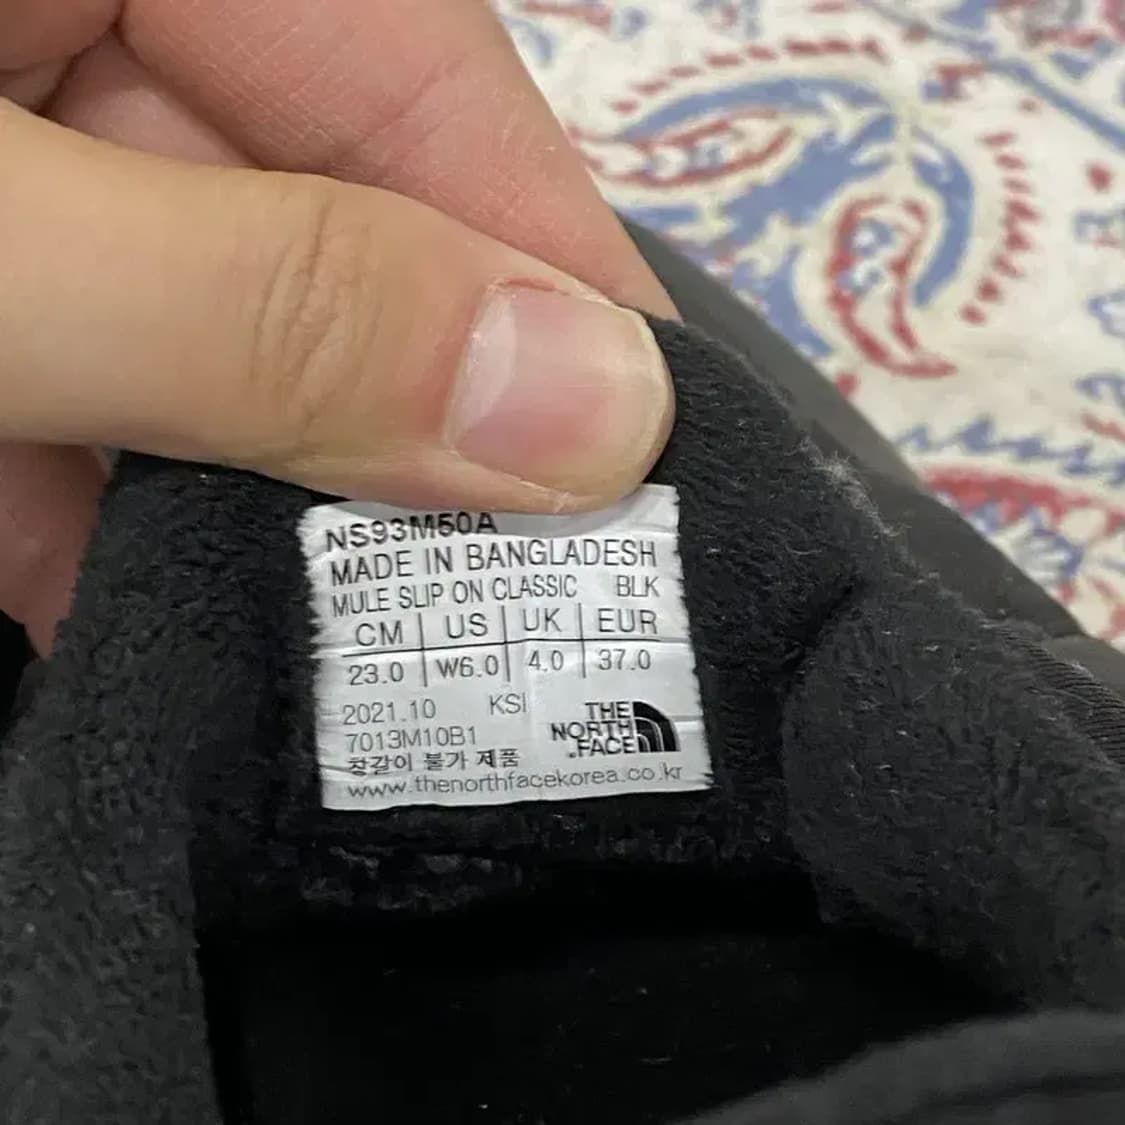 NS93M50A
MADE IN BANGLADESH
MULE SLIP ON CLASSIC BLK
CM US UK EUR
23.0 W6.0 4.0 37.0
2021.10 KSI
7013M10B1
창갈이 불가 제품
THE
NORTH
FACE
www.thenorthfacekorea.co.kr